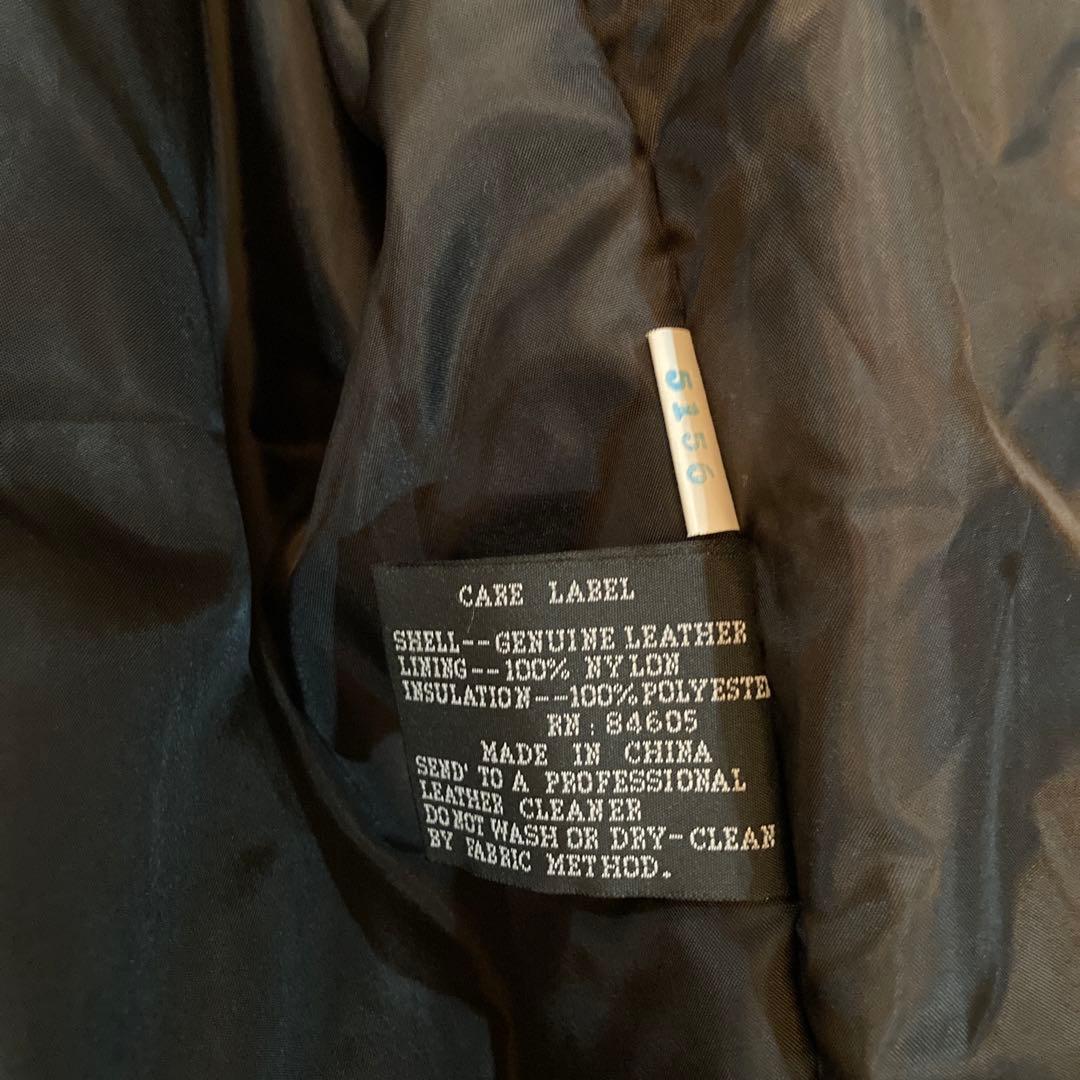 5156
CARE LABEL
SHELL--GENUINE LEATHER
LINING--100% NYLON
INSULATION--100%POLYESTER
RN: 84605
MADE IN CHINA
SEND' TO A PROFESSIONAL
LEATHER CLEANER
DO NOT WASH OR DRY-CLEAN
BY FABRIC METHOD.